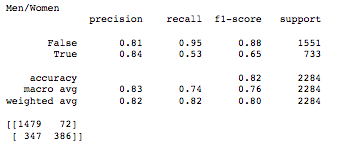 Men/Women
precision recall f1-score support
False 0.81 0.95 0.88 1551
True 0.84 0.53 0.65 733
accuracy 0.82 2284
macro avg 0.83 0.74 0.76 2284
weighted avg 0.82 0.82 0.80 2284
[[1479 72]
[ 347 386]]